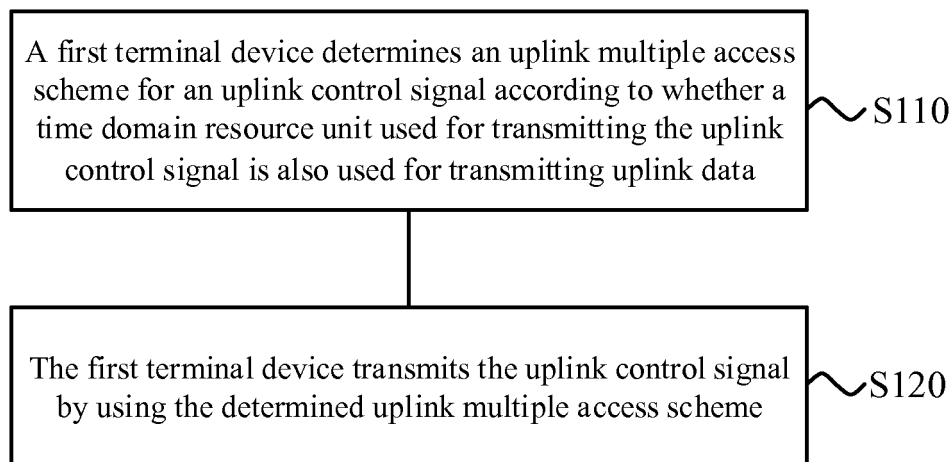 A first terminal device determines an uplink multiple access
scheme for an uplink control signal according to whether a
time domain resource unit used for transmitting the uplink
control signal is also used for transmitting uplink data
S110
The first terminal device transmits the uplink control signal
by using the determined uplink multiple access scheme
S120